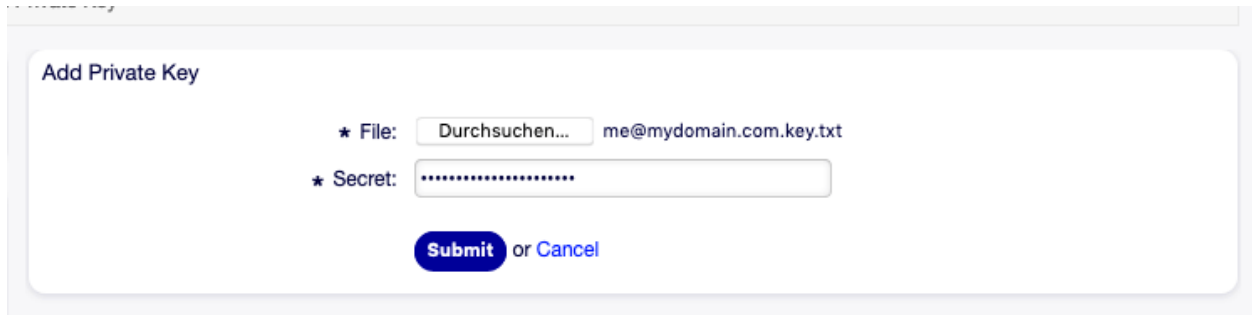 Add Private Key
* File: Durchsuchen... me@mydomain.com.key.txt
* Secret: ••••••••••••••••••••••
Submit or Cancel